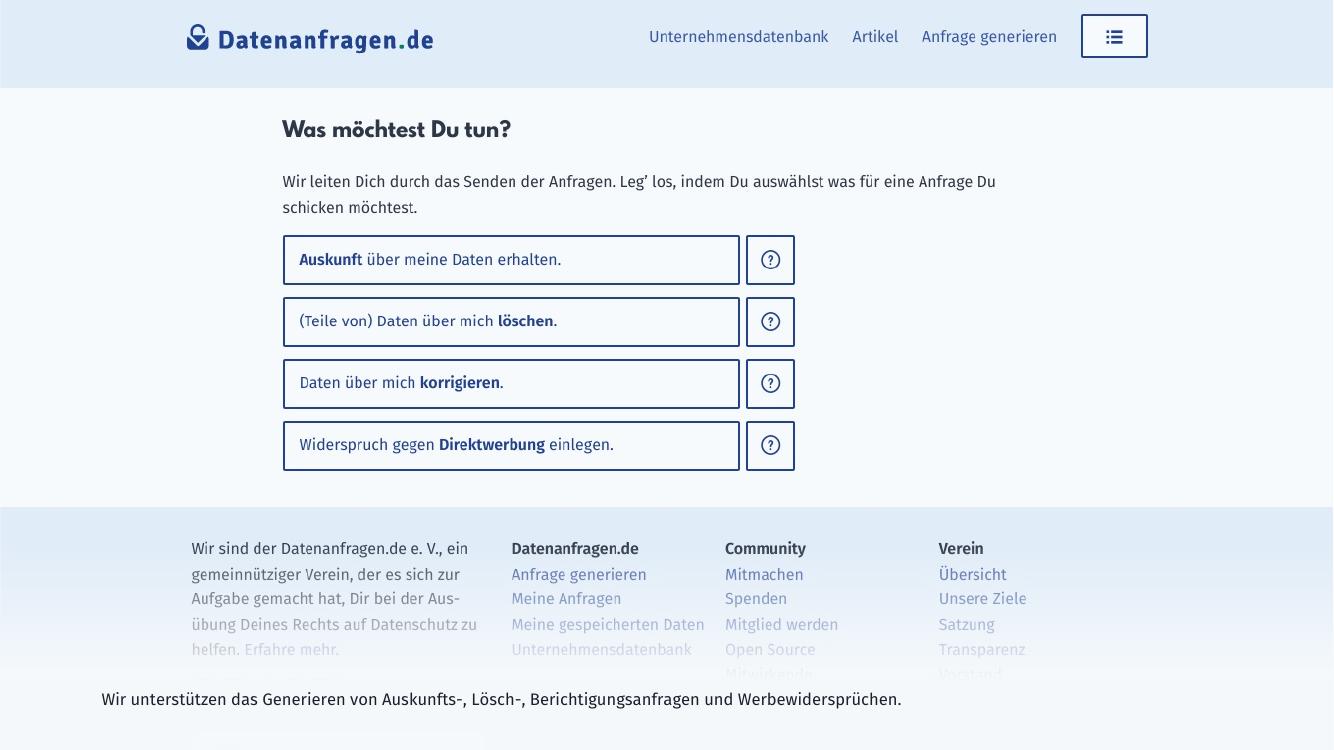 Datenanfragen.de
Unternehmensdatenbank Artikel Anfrage generieren
Was möchtest Du tun?
Wir leiten Dich durch das Senden der Anfragen. Leg’ los, indem Du auswählst was für eine Anfrage Du
schicken möchtest.
Auskunft über meine Daten erhalten.
(Teile von) Daten über mich löschen.
Daten über mich korrigieren.
Widerspruch gegen Direktwerbung einlegen.
Wir sind der Datenanfragen.de e. V., ein
gemeinnütziger Verein, der es sich zur
Aufgabe gemacht hat, Dir bei der Aus-
übung Deines Rechts auf Datenschutz zu
helfen. Erfahre mehr.
Datenanfragen.de
Anfrage generieren
Meine Anfragen
Meine gespeicherten Daten
Unternehmensdatenbank
Community
Mitmachen
Spenden
Mitglied werden
Open Source
Mitwirkende
Verein
Übersicht
Unsere Ziele
Satzung
Transparenz
Vorstand
Wir unterstützen das Generieren von Auskunfts-, Lösch-, Berichtigungsanfragen und Werbewidersprüchen.